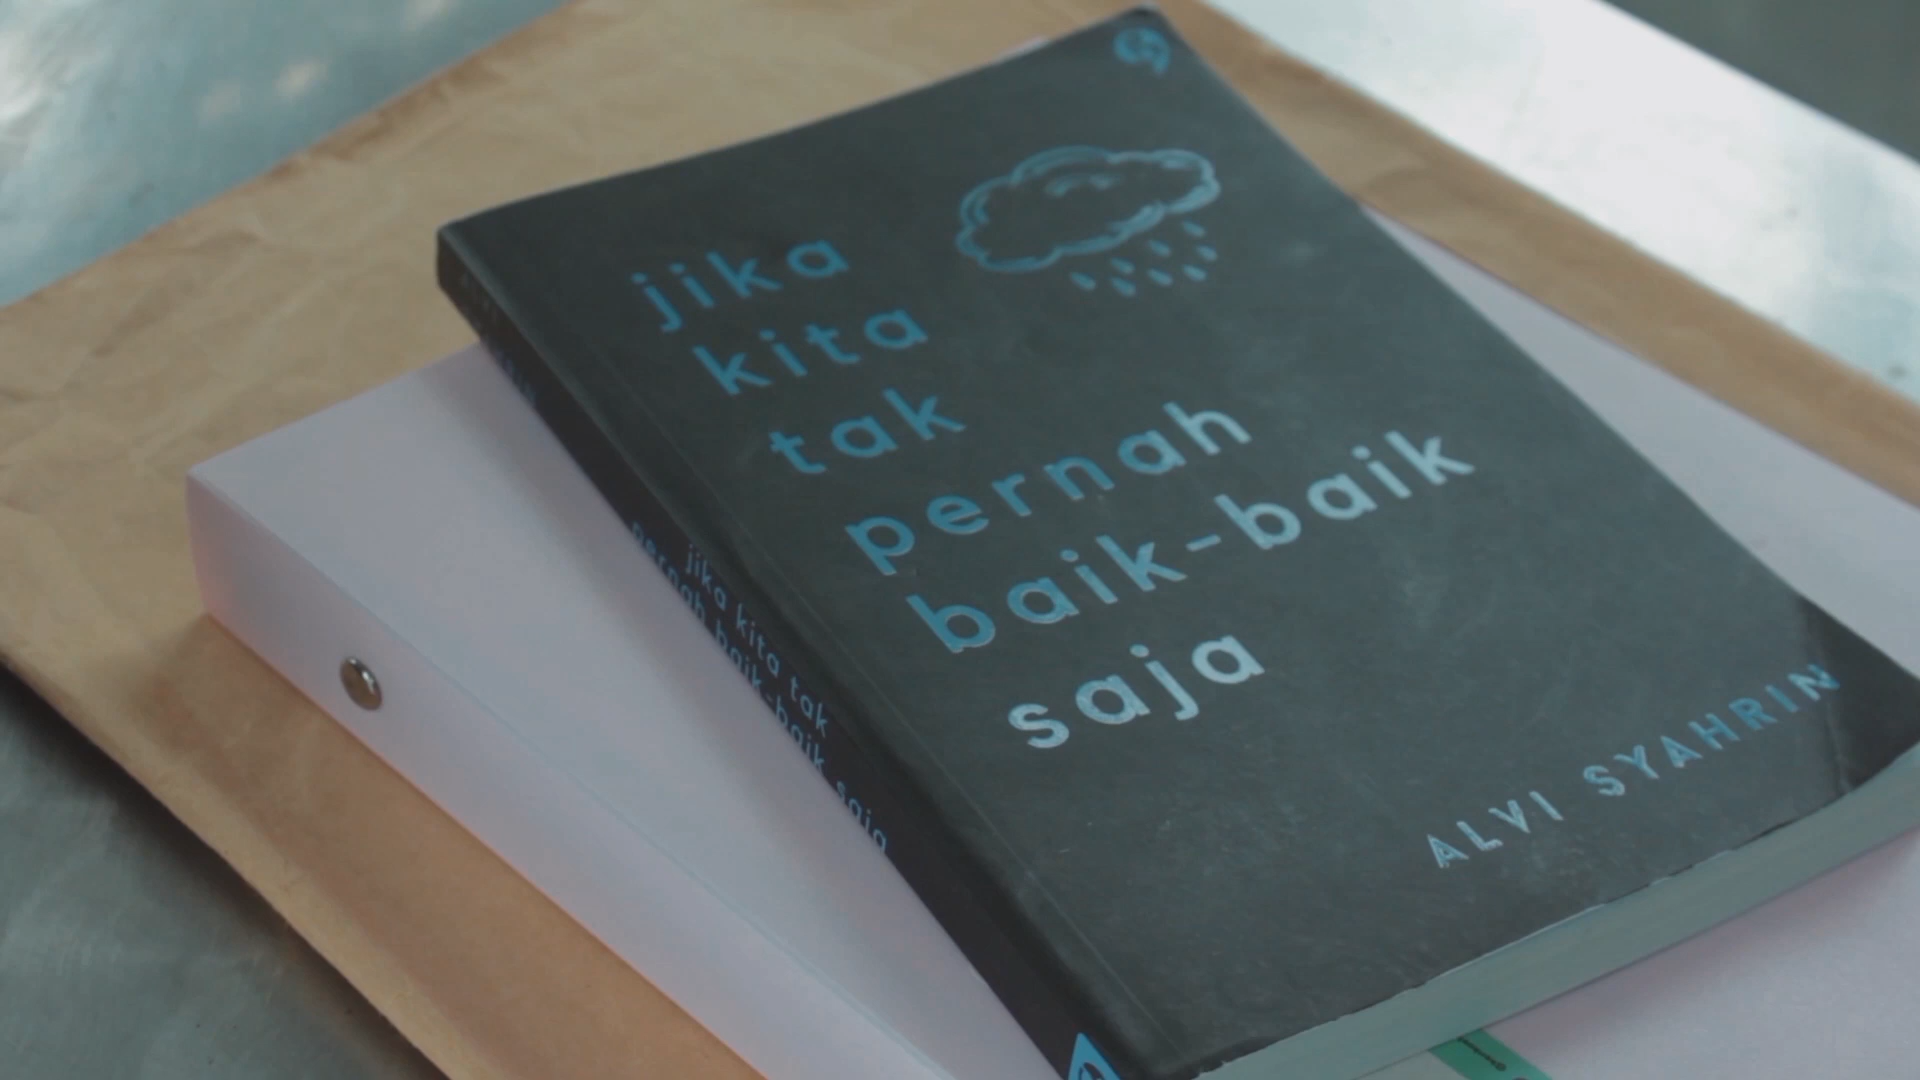 jika
kita
tak
pernah
baik-baik
saja
ALVI SYAHRIN
jika kita tak
pernah baik-baik saja